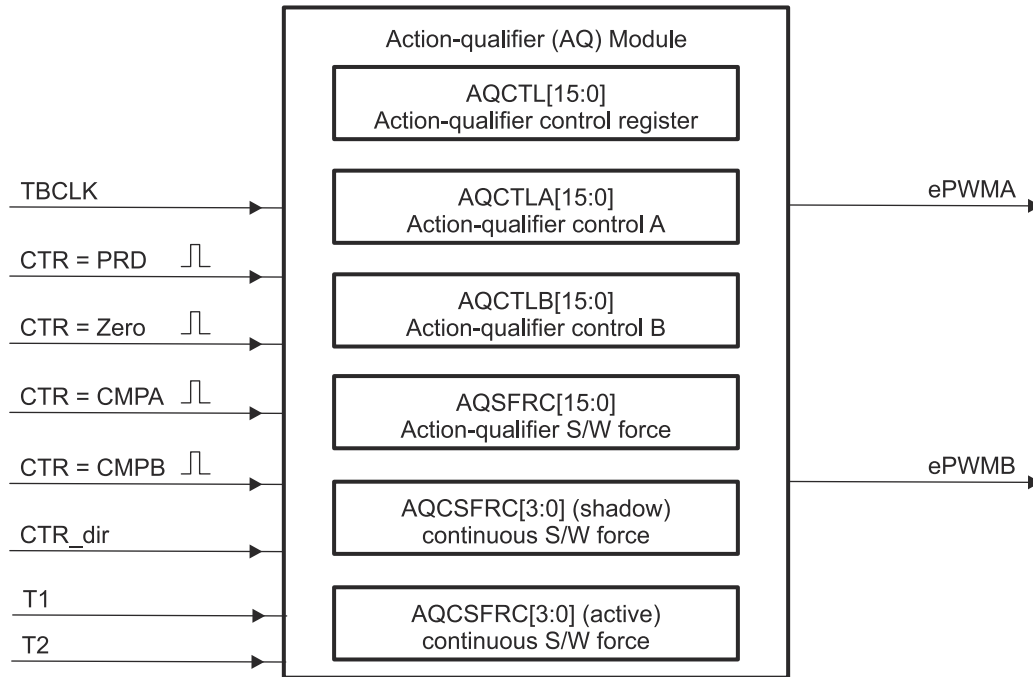 Action-qualifier (AQ) Module
AQCTL[15:0]
Action-qualifier control register
TBCLK
AQCTLA[15:0]
Action-qualifier control A
ePWMA
CTR = PRD
AQCTLB[15:0]
Action-qualifier control B
CTR = Zero
CTR = CMPA
AQSFRC[15:0]
Action-qualifier S/W force
CTR = CMPB
ePWMB
AQCSFRC[3:0] (shadow)
continuous S/W force
CTR_dir
T1
AQCSFRC[3:0] (active)
continuous S/W force
T2